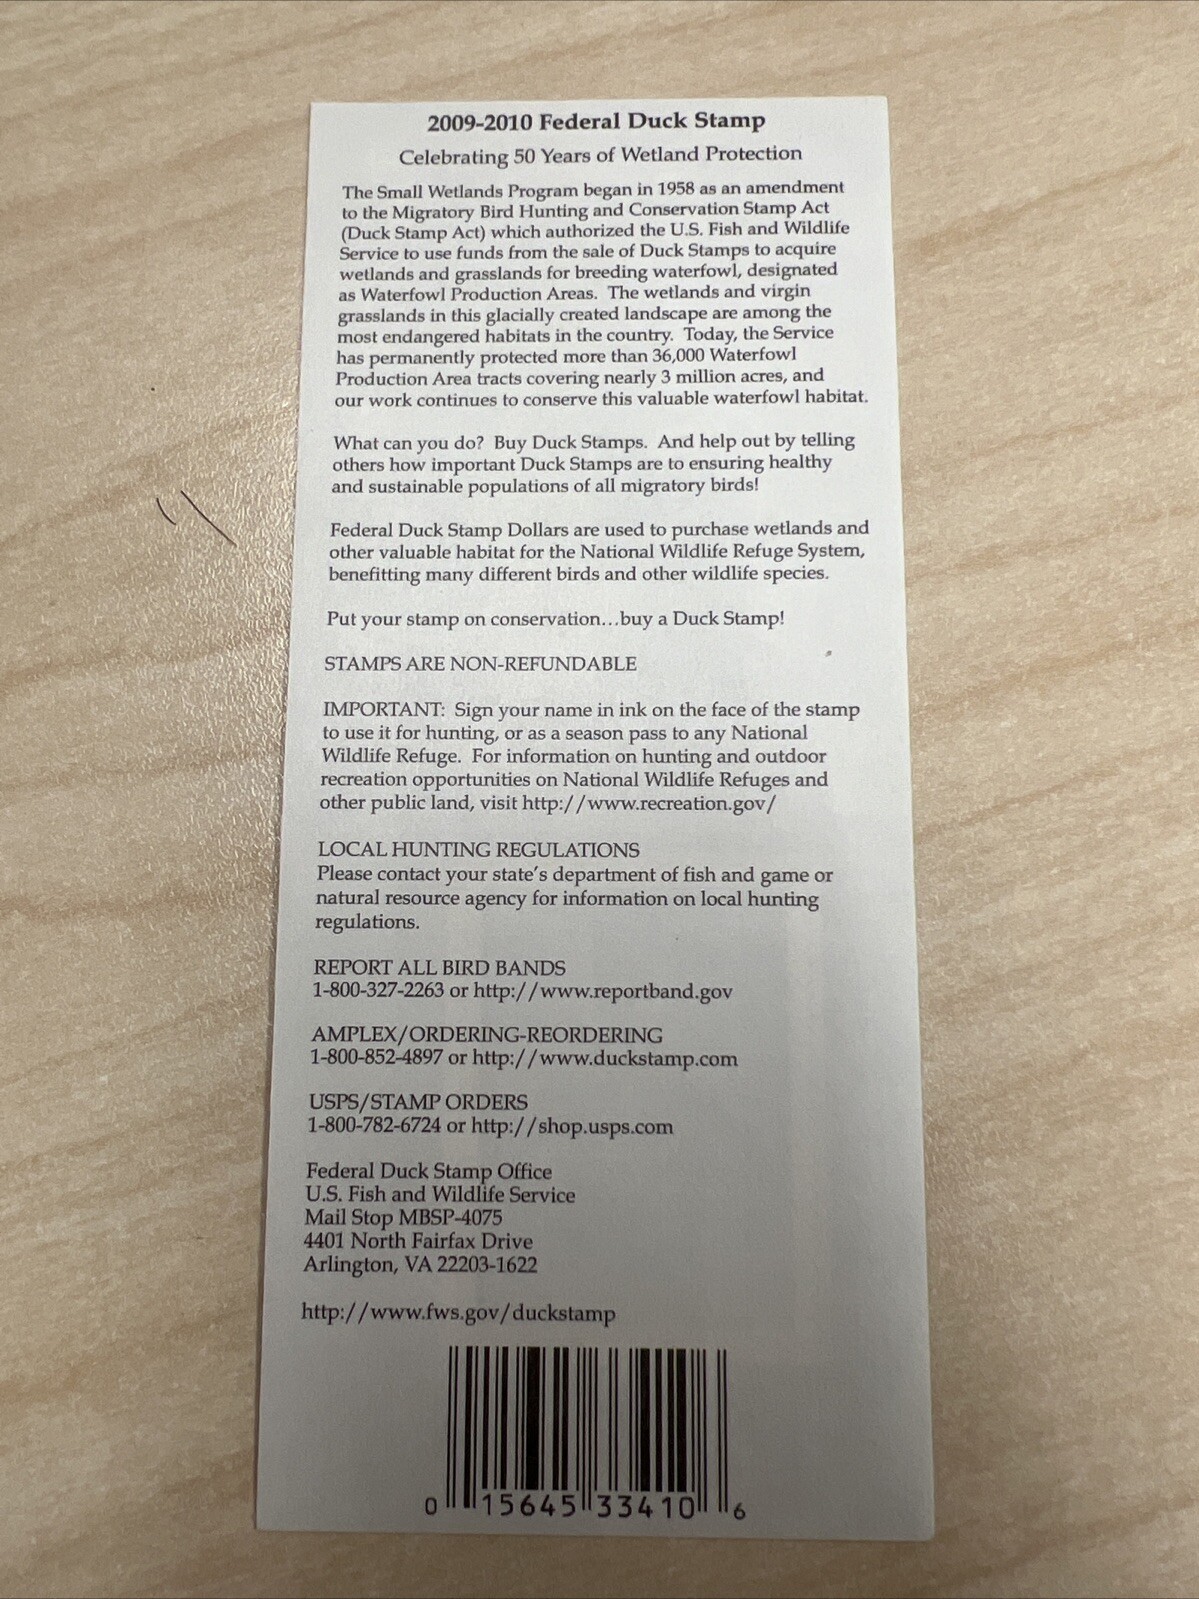 2009-2010 Federal Duck Stamp
Celebrating 50 Years of Wetland Protection
The Small Wetlands Program began in 1958 as an amendment
to the Migratory Bird Hunting and Conservation Stamp Act
(Duck Stamp Act) which authorized the U.S. Fish and Wildlife
Service to use funds from the sale of Duck Stamps to acquire
wetlands and grasslands for breeding waterfowl, designated
as Waterfowl Production Areas. The wetlands and virgin
grasslands in this glacially created landscape are among the
most endangered habitats in the country. Today, the Service
has permanently protected more than 36,000 Waterfowl
Production Area tracts covering nearly 3 million acres, and
our work continues to conserve this valuable waterfowl habitat.
What can you do? Buy Duck Stamps. And help out by telling
others how important Duck Stamps are to ensuring healthy
and sustainable populations of all migratory birds!
Federal Duck Stamp Dollars are used to purchase wetlands and
other valuable habitat for the National Wildlife Refuge System,
benefitting many different birds and other wildlife species.
Put your stamp on conservation...buy a Duck Stamp!
STAMPS ARE NON-REFUNDABLE
IMPORTANT: Sign your name in ink on the face of the stamp
to use it for hunting, or as a season pass to any National
Wildlife Refuge. For information on hunting and outdoor
recreation opportunities on National Wildlife Refuges and
other public land, visit http://www.recreation.gov/
LOCAL HUNTING REGULATIONS
Please contact your state's department of fish and game or
natural resource agency for information on local hunting
regulations.
REPORT ALL BIRD BANDS
1-800-327-2263 or http://www.reportband.gov
AMPLEX/ORDERING-REORDERING
1-800-852-4897 or http://www.duckstamp.com
USPS/STAMP ORDERS
1-800-782-6724 or http://shop.usps.com
Federal Duck Stamp Office
U.S. Fish and Wildlife Service
Mail Stop MBSP-4075
4401 North Fairfax Drive
Arlington, VA 22203-1622
http://www.fws.gov/duckstamp
0 15645 33410 6